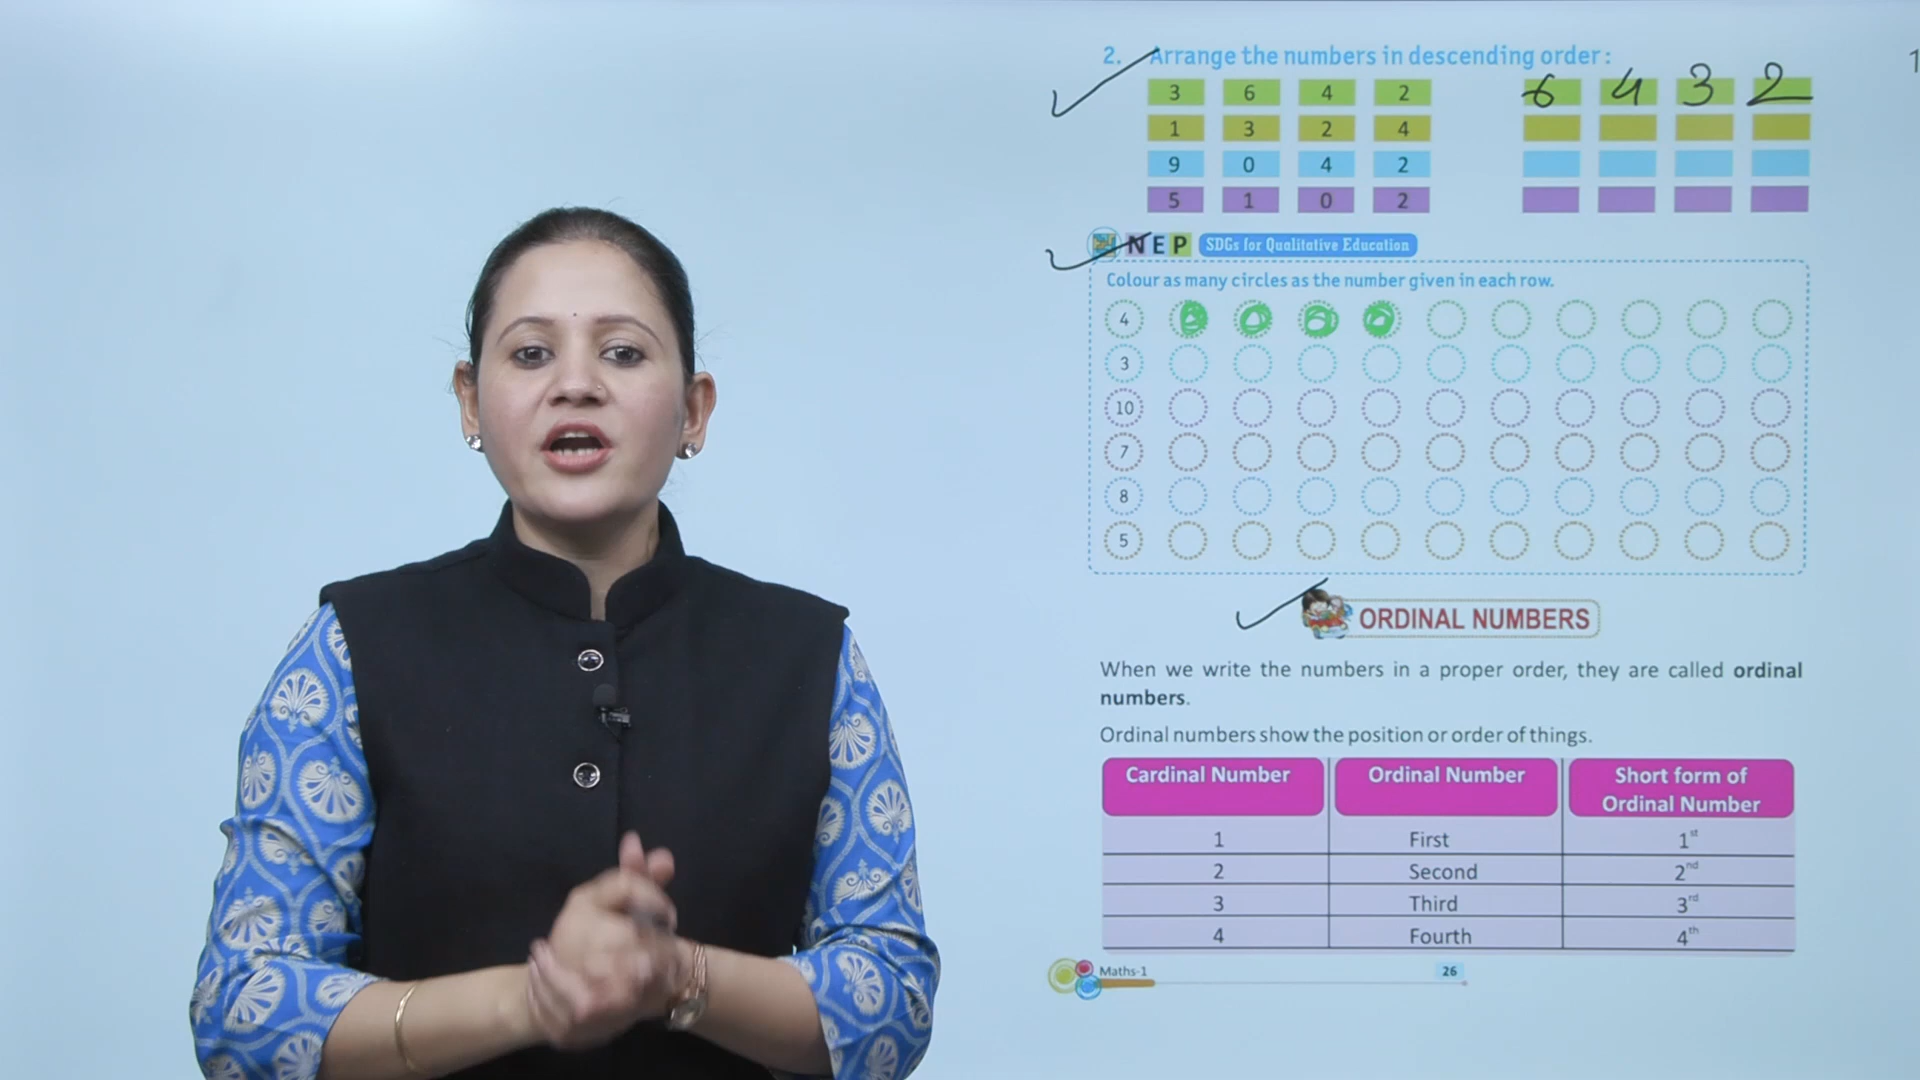 2. Arrange the numbers in descending order :
3 6 4 2 6 4 3 2
1 3 2 4
9 0 4 2
5 1 0 2
NEP SDGs for Qualitative Education
Colour as many circles as the number given in each row.
4
3
10
7
8
5
ORDINAL NUMBERS
When we write the numbers in a proper order, they are called ordinal
numbers.
Ordinal numbers show the position or order of things.
Cardinal Number Ordinal Number Short form of
Ordinal Number
1 First 1st
2 Second 2nd
3 Third 3rd
4 Fourth 4th
Maths-1 26
1